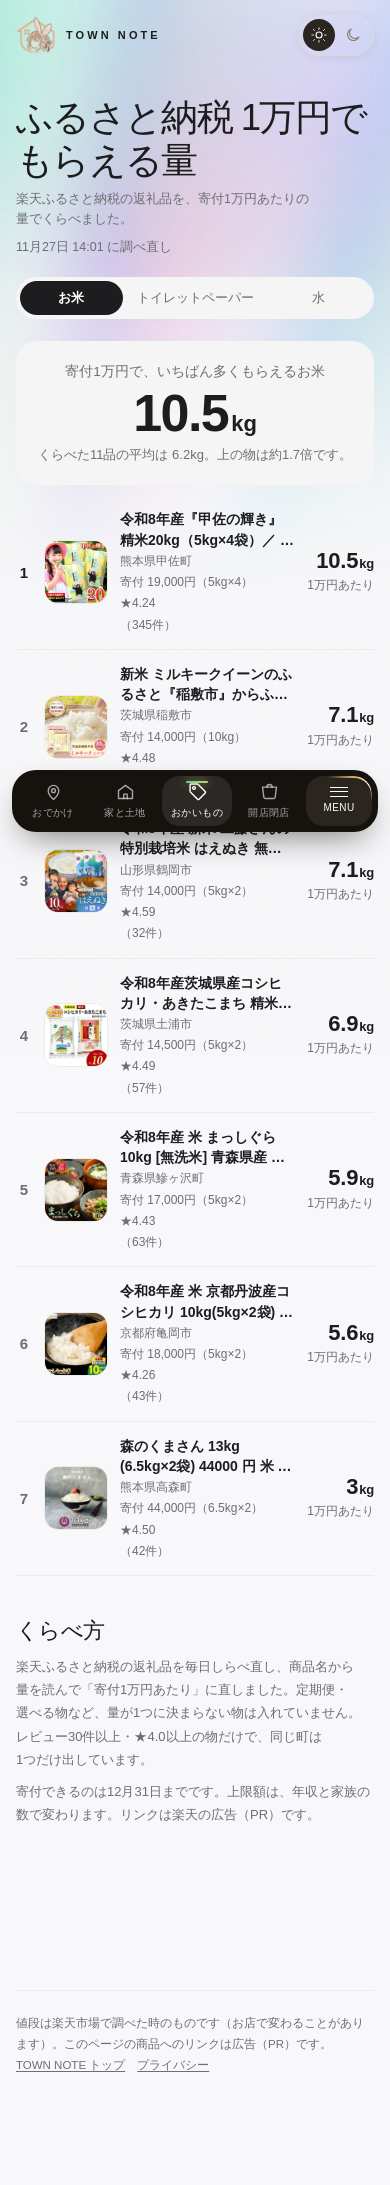 TOWN NOTE
ふるさと納税 1万円で
もらえる量
楽天ふるさと納税の返礼品を、寄付1万円あたりの
量でくらべました。
11月27日 14:01 に調べ直し
お米
トイレットペーパー
水
寄付1万円で、いちばん多くもらえるお米
10.5kg
くらべた11品の平均は 6.2kg。上の物は約1.7倍です。
1
令和8年産『甲佐の輝き』
精米20kg（5kg×4袋）／ …
熊本県甲佐町
寄付 19,000円（5kg×4）
★4.24
（345件）
10.5kg
1万円あたり
2
新米 ミルキークイーンのふ
るさと『稲敷市』からふ…
茨城県稲敷市
寄付 14,000円（10kg）
★4.48
7.1kg
1万円あたり
おでかけ
家と土地
おかいもの
開店閉店
MENU
3
特別栽培米 はえぬき 無…
山形県鶴岡市
寄付 14,000円（5kg×2）
★4.59
（32件）
7.1kg
1万円あたり
4
令和8年産茨城県産コシヒ
カリ・あきたこまち 精米…
茨城県土浦市
寄付 14,500円（5kg×2）
★4.49
（57件）
6.9kg
1万円あたり
5
令和8年産 米 まっしぐら
10kg [無洗米] 青森県産 …
青森県鰺ヶ沢町
寄付 17,000円（5kg×2）
★4.43
（63件）
5.9kg
1万円あたり
6
令和8年産 米 京都丹波産コ
シヒカリ 10kg(5kg×2袋) …
京都府亀岡市
寄付 18,000円（5kg×2）
★4.26
（43件）
5.6kg
1万円あたり
7
森のくまさん 13kg
(6.5kg×2袋) 44000 円 米 …
熊本県高森町
寄付 44,000円（6.5kg×2）
★4.50
（42件）
3kg
1万円あたり
くらべ方
楽天ふるさと納税の返礼品を毎日しらべ直し、商品名から
量を読んで「寄付1万円あたり」に直しました。定期便・
選べる物など、量が1つに決まらない物は入れていません。
レビュー30件以上・★4.0以上の物だけで、同じ町は
1つだけ出しています。
寄付できるのは12月31日までです。上限額は、年収と家族の
数で変わります。リンクは楽天の広告（PR）です。
値段は楽天市場で調べた時のものです（お店で変わることがあり
ます）。このページの商品へのリンクは広告（PR）です。
TOWN NOTE トップ プライバシー